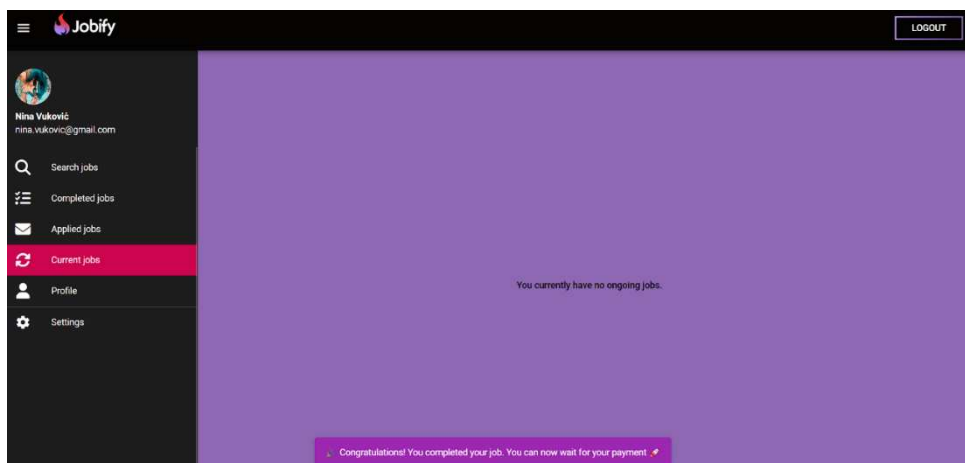 Jobify
LOGOUT
Nina Vuković
nina.vukovic@gmail.com
Search jobs
Completed jobs
Applied jobs
Current jobs
Profile
Settings
You currently have no ongoing jobs.
🎉 Congratulations! You completed your job. You can now wait for your payment 🚀